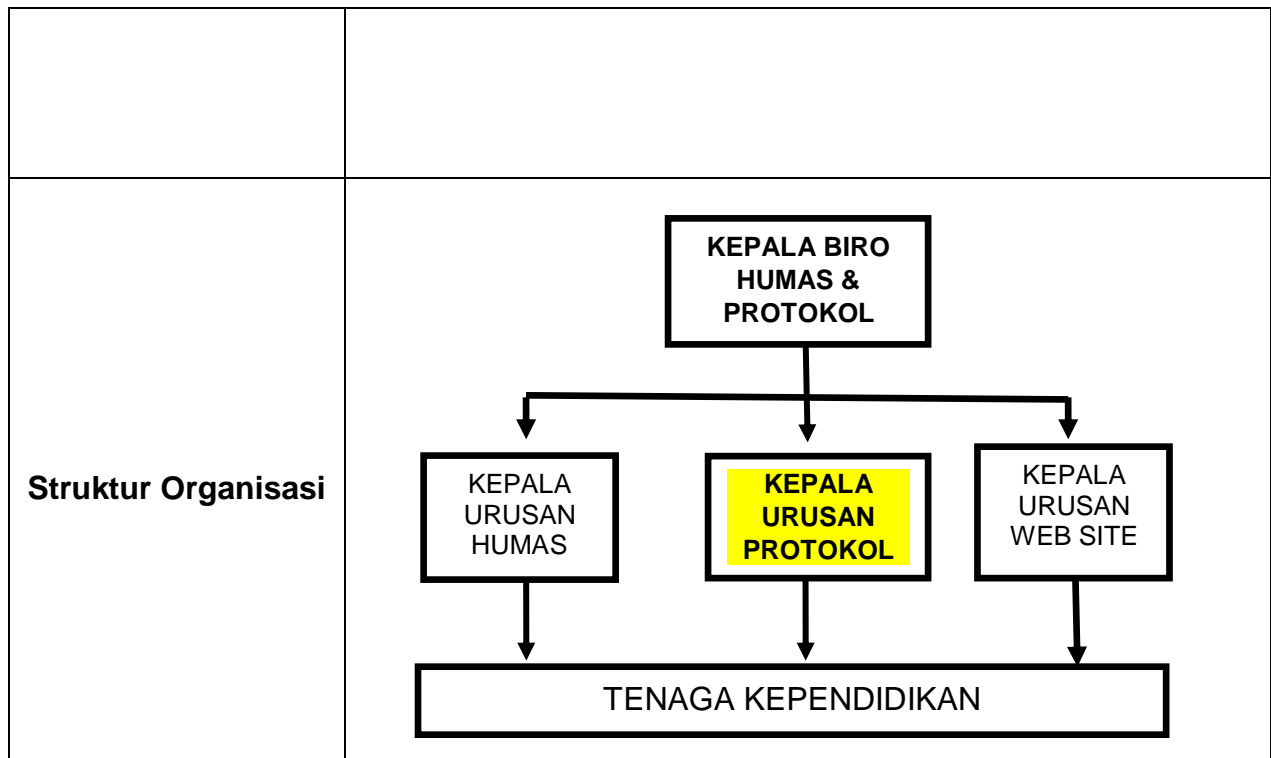 Struktur Organisasi
KEPALA BIRO
HUMAS &
PROTOKOL
KEPALA
URUSAN
HUMAS
KEPALA
URUSAN
PROTOKOL
KEPALA
URUSAN
WEB SITE
TENAGA KEPENDIDIKAN